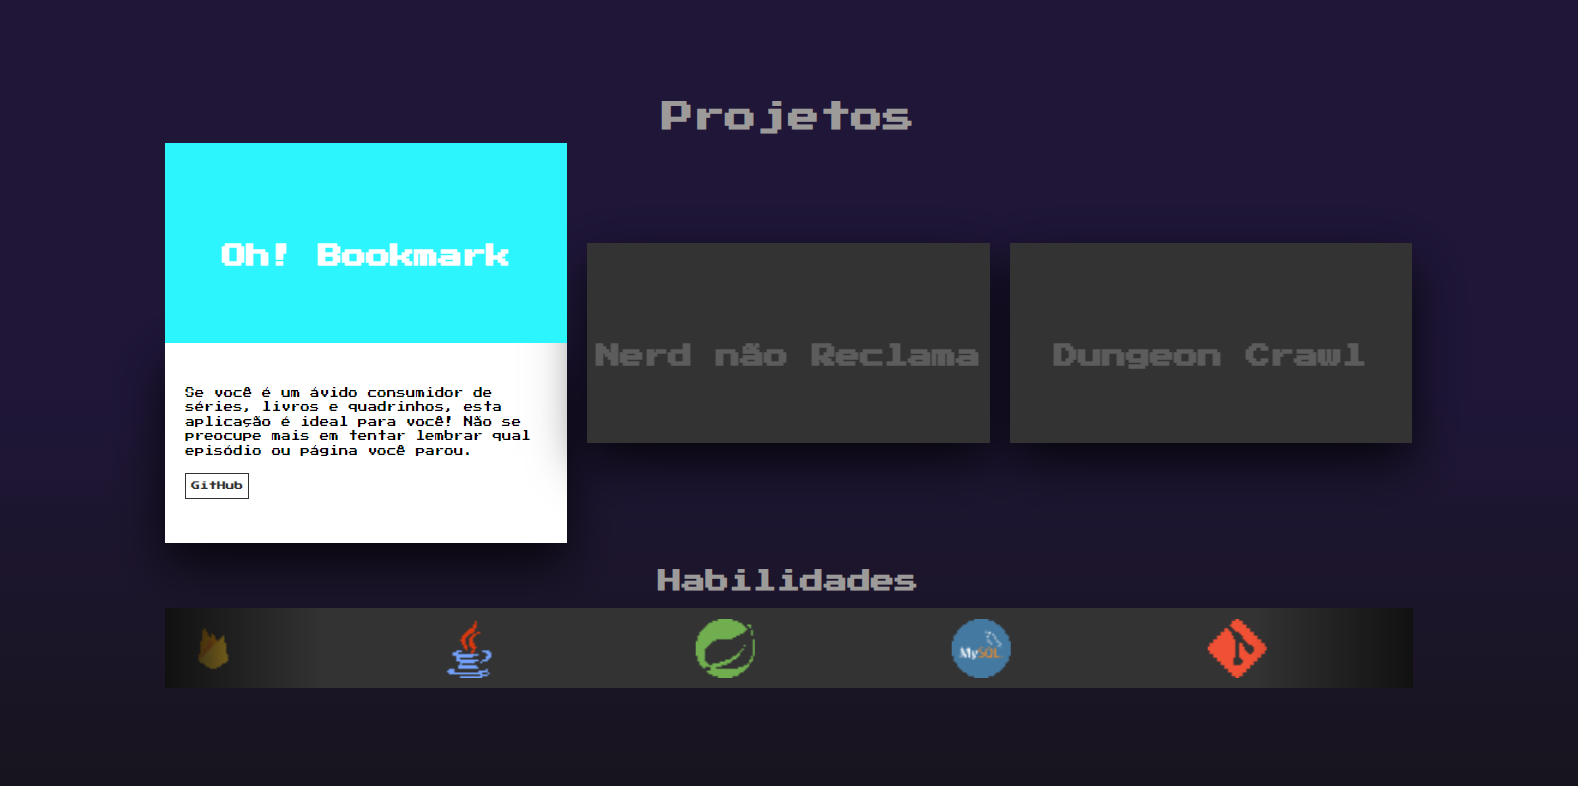 Projetos
Oh! Bookmark
Se você é um ávido consumidor de
séries, livros e quadrinhos, esta
aplicação é ideal para você! Não se
preocupe mais em tentar lembrar qual
episódio ou página você parou.
GitHub
Nerd não Reclama
Dungeon Crawl
Habilidades
MySQL